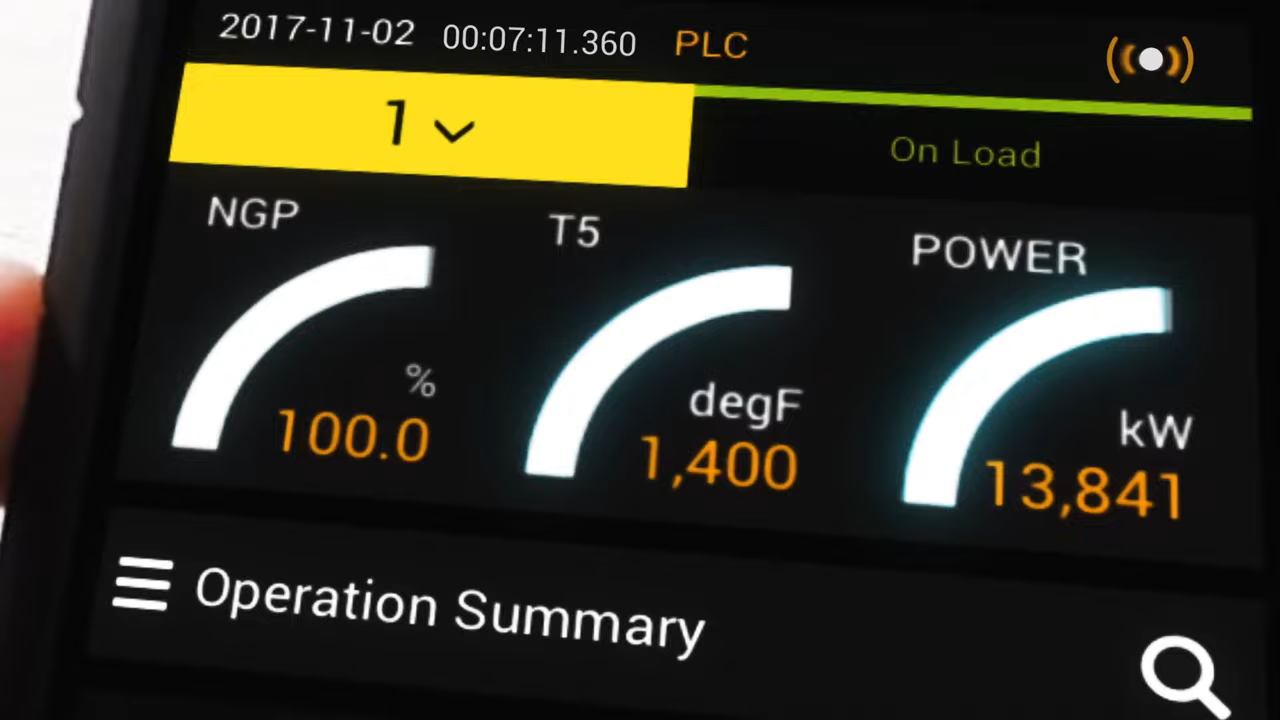 2017-11-02 00:07:11.360 PLC
1
On Load
NGP
%
100.0
T5
degF
1,400
POWER
kW
13,841
Operation Summary